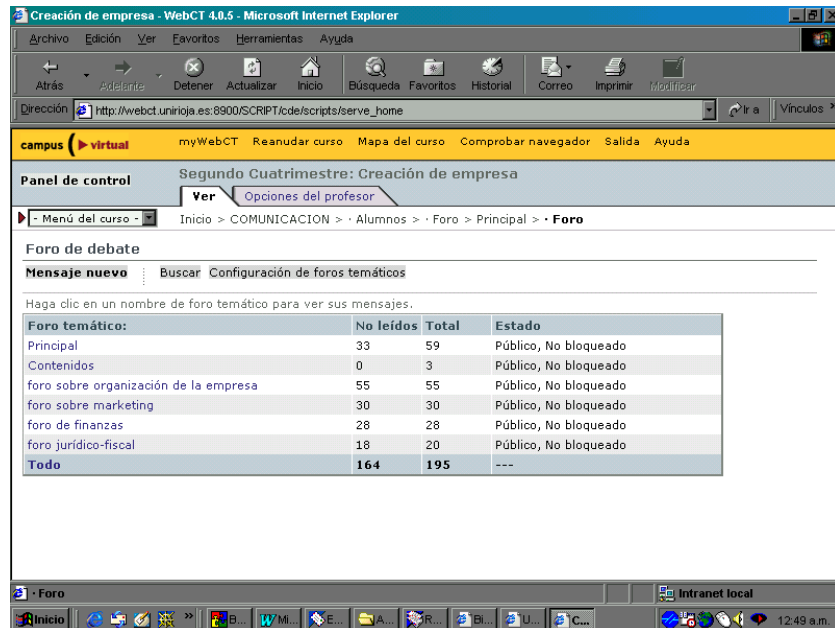 Creación de empresa - WebCT 4.0.5 - Microsoft Internet Explorer
Archivo Edición Ver Favoritos Herramientas Ayuda
Atrás Adelante Detener Actualizar Inicio Búsqueda Favoritos Historial Correo Imprimir Modificar
Dirección http://webct.unirioja.es:8900/SCRIPT/cde/scripts/serve_home Ir a Vínculos »
campus virtual myWebCT Reanudar curso Mapa del curso Comprobar navegador Salida Ayuda
Panel de control Segundo Cuatrimestre: Creación de empresa
Ver Opciones del profesor
- Menú del curso - Inicio > COMUNICACION > · Alumnos > · Foro > Principal > · Foro
Foro de debate
Mensaje nuevo Buscar Configuración de foros temáticos
Haga clic en un nombre de foro temático para ver sus mensajes.
Foro temático: No leídos Total Estado
Principal 33 59 Público, No bloqueado
Contenidos 0 3 Público, No bloqueado
foro sobre organización de la empresa 55 55 Público, No bloqueado
foro sobre marketing 30 30 Público, No bloqueado
foro de finanzas 28 28 Público, No bloqueado
foro jurídico-fiscal 18 20 Público, No bloqueado
Todo 164 195 ---
· Foro Intranet local
Inicio » B... Mi... E... A... R... Bi... U... C... 12:49 a.m.